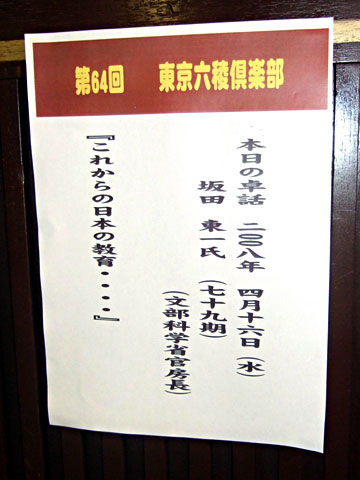 第64回 東京六稜倶楽部
本日の卓話 二〇〇八年 四月十六日(水)
坂田 東一氏 (七十九期)
(文部科学省官房長)
『これからの日本の教育・・・・』